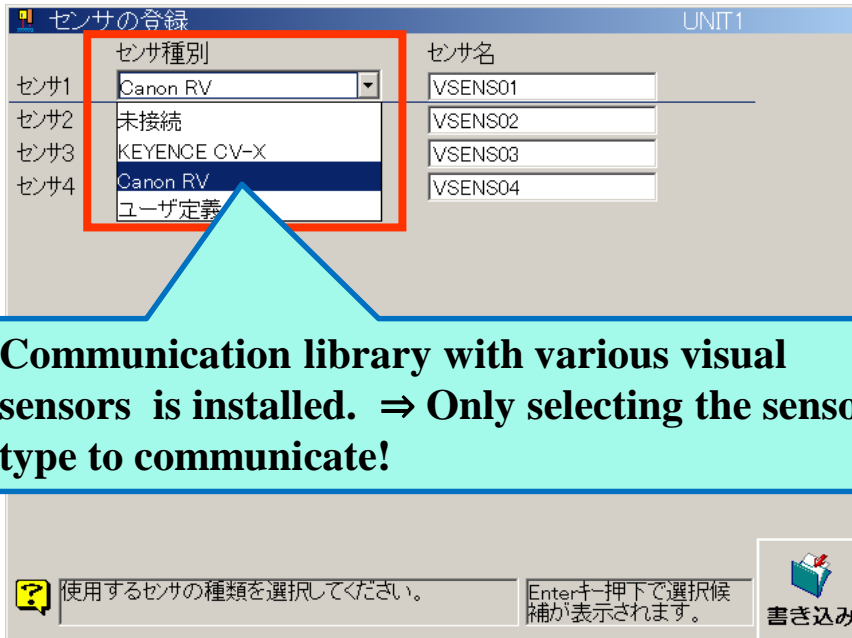 センサの登録 UNIT1
センサ種別 センサ名
センサ1 Canon RV VSENS01
センサ2 未接続 VSENS02
センサ3 KEYENCE CV-X VSENS03
センサ4 Canon RV VSENS04
ユーザ定義
Communication library with various visual
sensors is installed. ⇒ Only selecting the senso
type to communicate!
使用するセンサの種類を選択してください。
Enterキー押下で選択候
補が表示されます。
書き込み